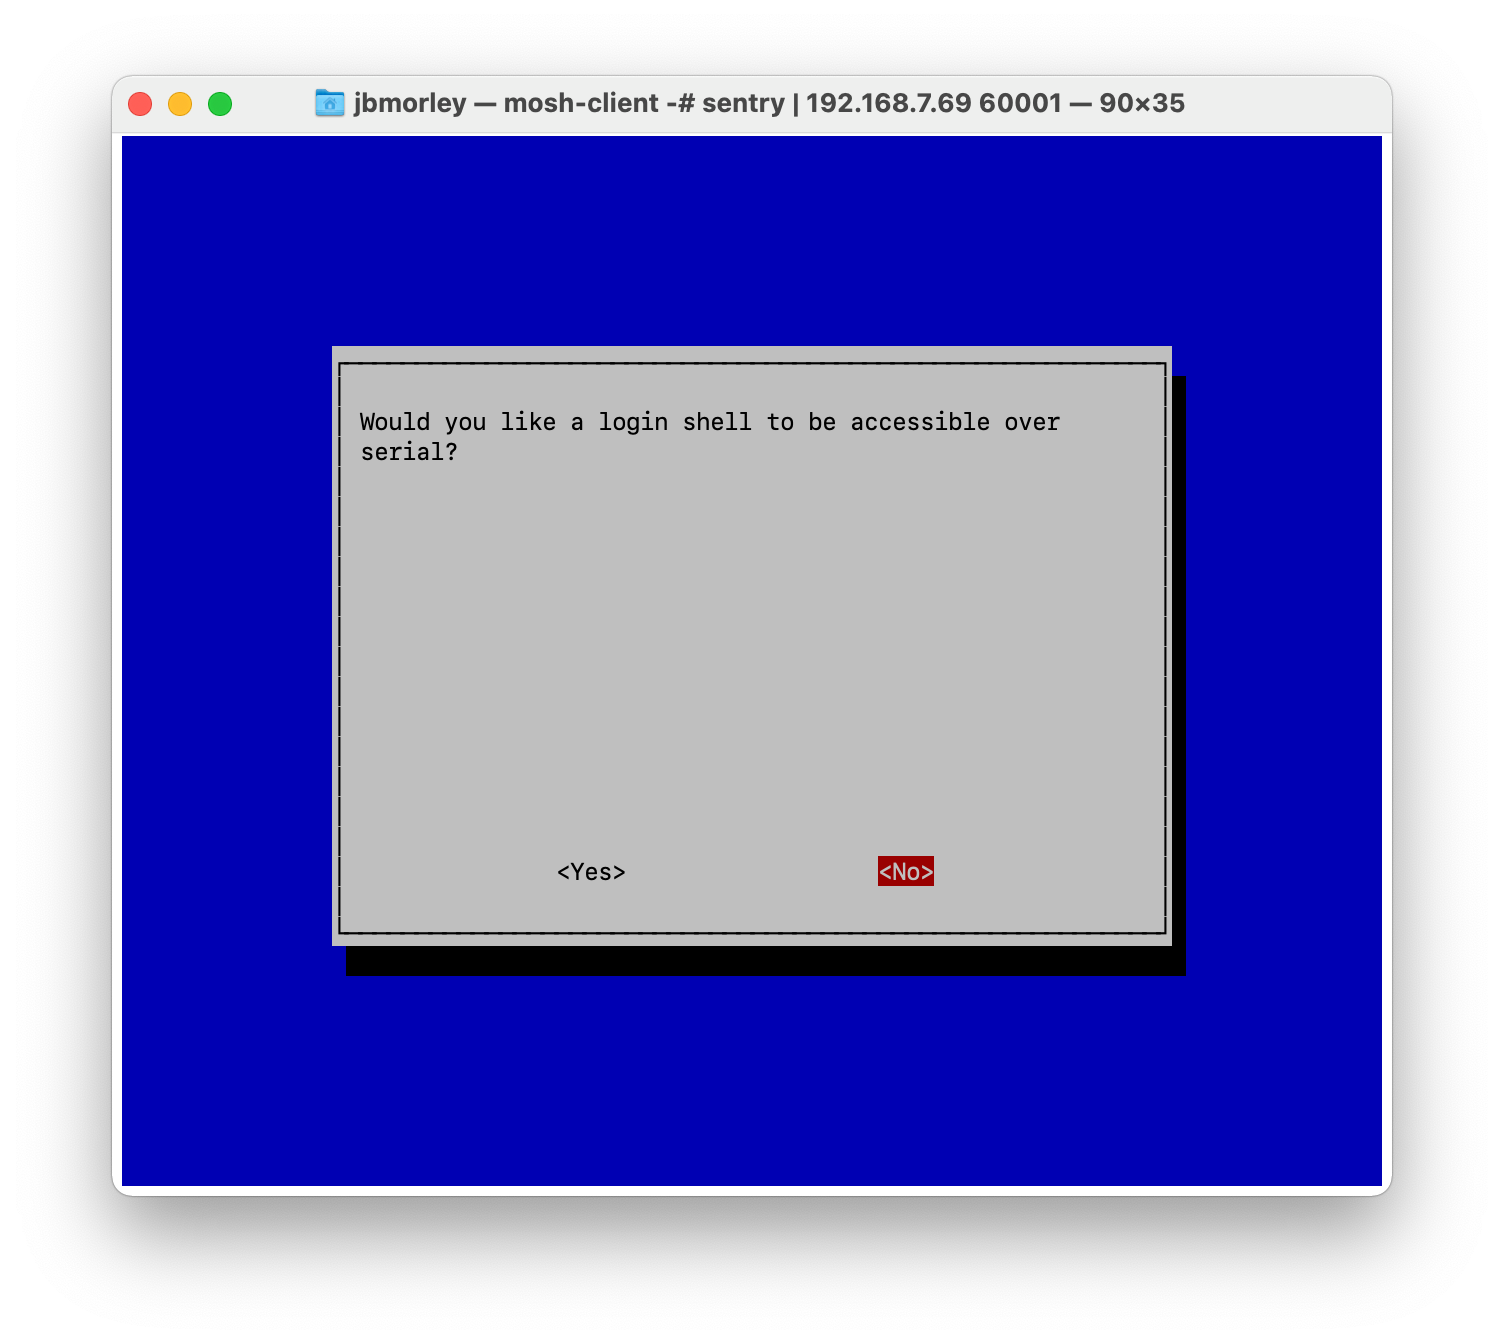 jbmorley — mosh-client -# sentry | 192.168.7.69 60001 — 90×35
Would you like a login shell to be accessible over
serial?
<Yes> <No>